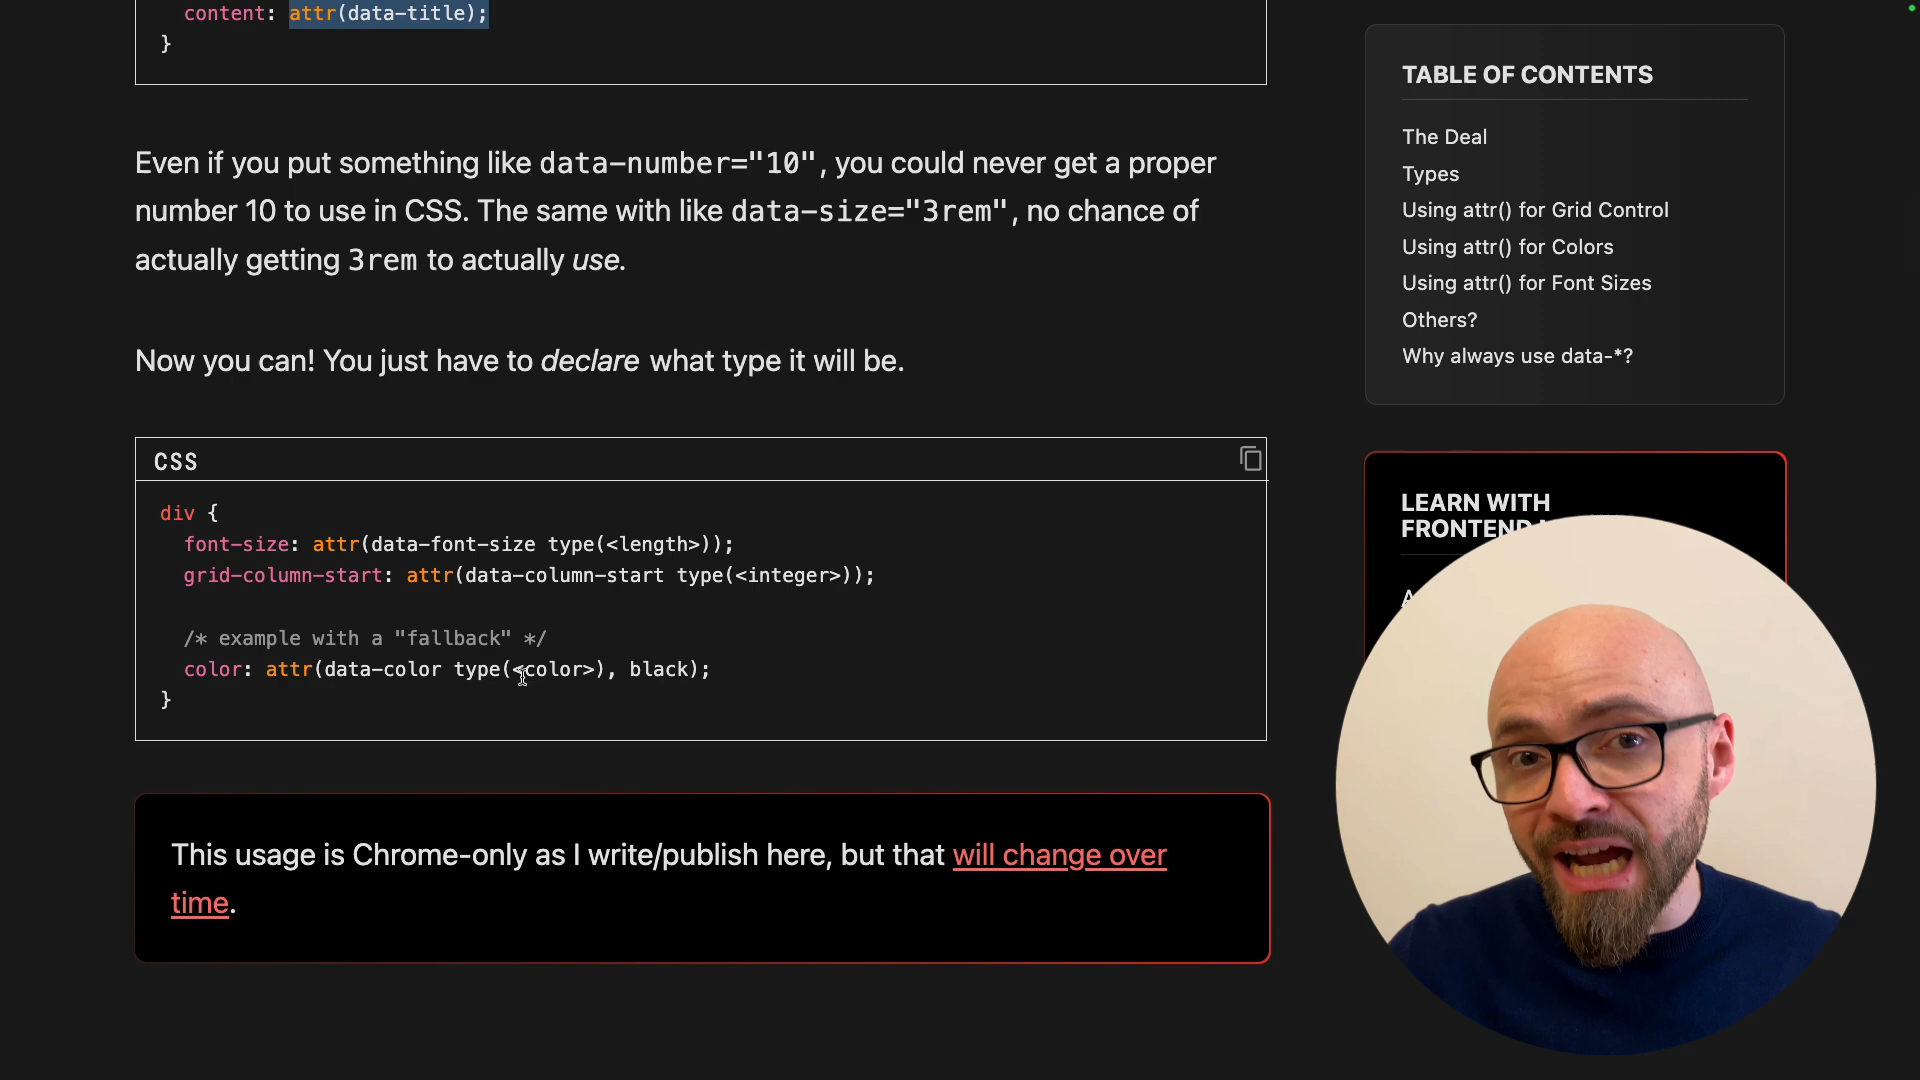 content: attr(data-title);
}
Even if you put something like data-number="10", you could never get a proper
number 10 to use in CSS. The same with like data-size="3rem", no chance of
actually getting 3rem to actually use.
Now you can! You just have to declare what type it will be.
CSS
div {
font-size: attr(data-font-size type(<length>));
grid-column-start: attr(data-column-start type(<integer>));
/* example with a "fallback" */
color: attr(data-color type(<color>), black);
}
This usage is Chrome-only as I write/publish here, but that will change over
time.
TABLE OF CONTENTS
The Deal
Types
Using attr() for Grid Control
Using attr() for Colors
Using attr() for Font Sizes
Others?
Why always use data-*?
LEARN WITH